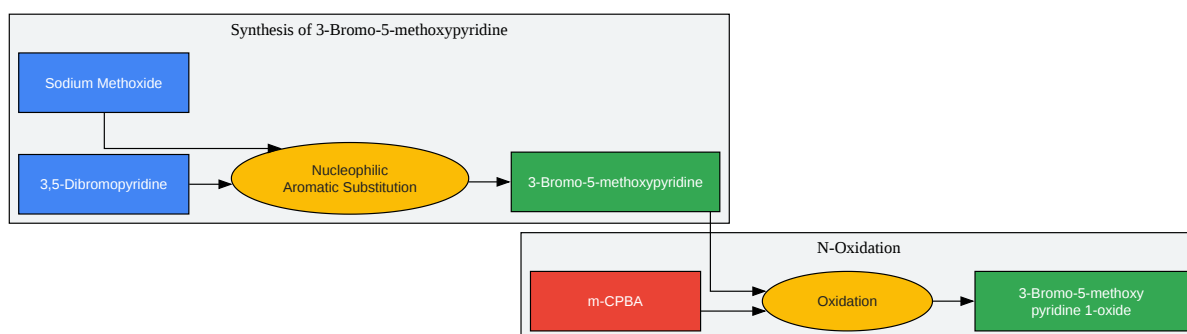 Synthesis of 3-Bromo-5-methoxypyridine
Sodium Methoxide
3,5-Dibromopyridine
Nucleophilic
Aromatic Substitution
3-Bromo-5-methoxypyridine
N-Oxidation
m-CPBA
Oxidation
3-Bromo-5-methoxy
pyridine 1-oxide